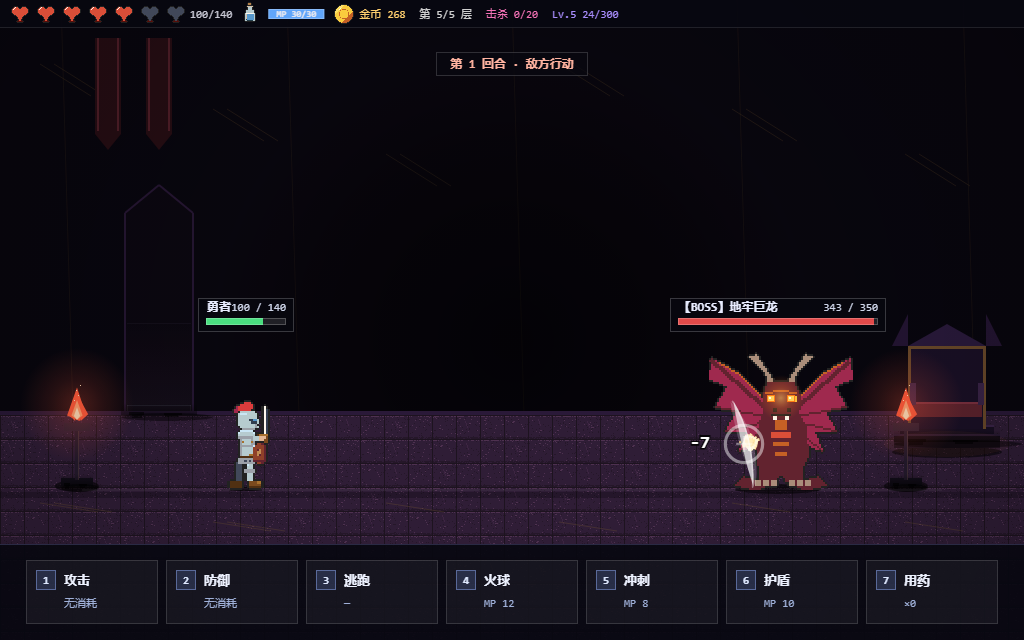 100/140 MP 30/30 金币 268 第 5/5 层 击杀 0/20 Lv.5 24/300
第 1 回合 · 敌方行动
勇者100 / 140
【BOSS】地牢巨龙 343 / 350
-7
1 攻击
无消耗
2 防御
无消耗
3 逃跑
—
4 火球
MP 12
5 冲刺
MP 8
6 护盾
MP 10
7 用药
×0